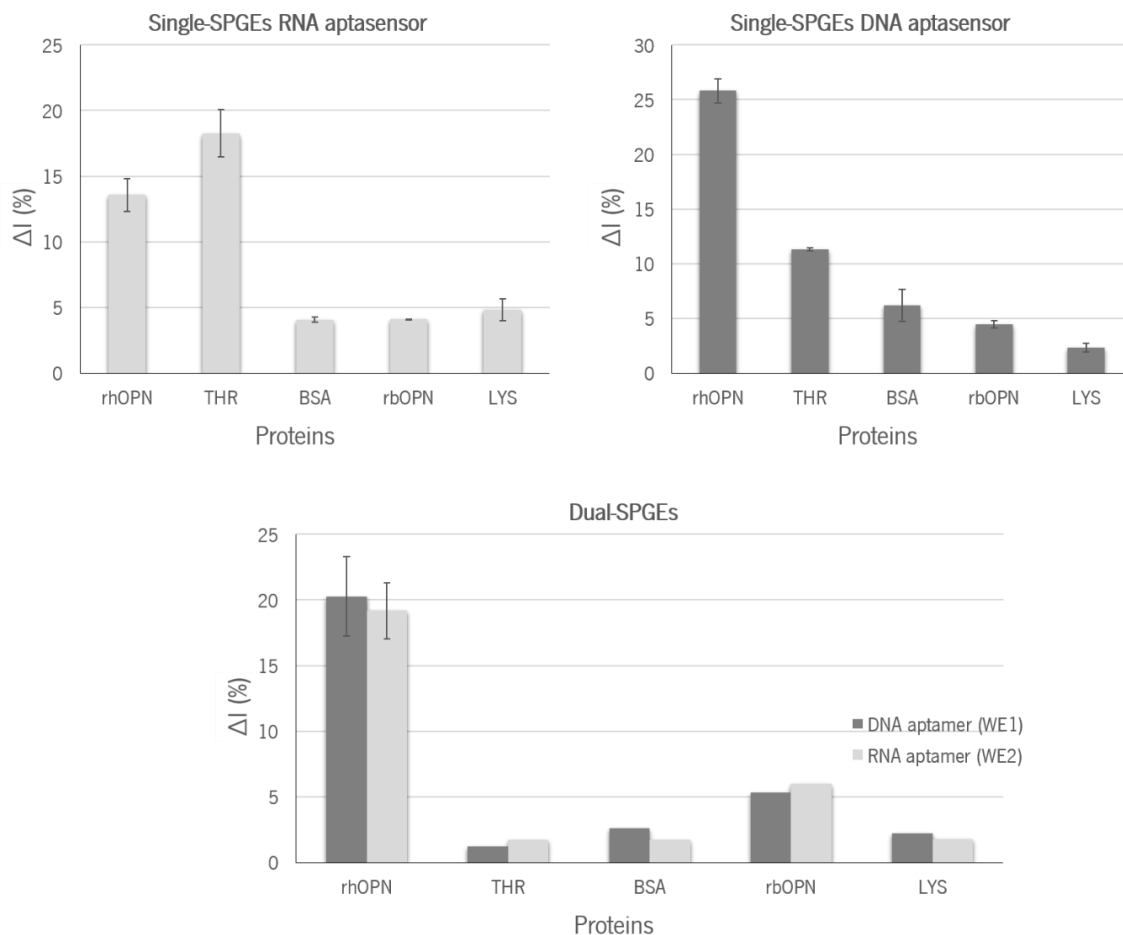 Single-SPGEs RNA aptasensor
25
20
15
10
5
0
ΔI (%)
rhOPN THR BSA rbOPN LYS
Proteins
Single-SPGEs DNA aptasensor
30
25
20
15
10
5
0
ΔI (%)
rhOPN THR BSA rbOPN LYS
Proteins
Dual-SPGEs
25
20
15
10
5
0
ΔI (%)
DNA aptamer (WE1)
RNA aptamer (WE2)
rhOPN THR BSA rbOPN LYS
Proteins